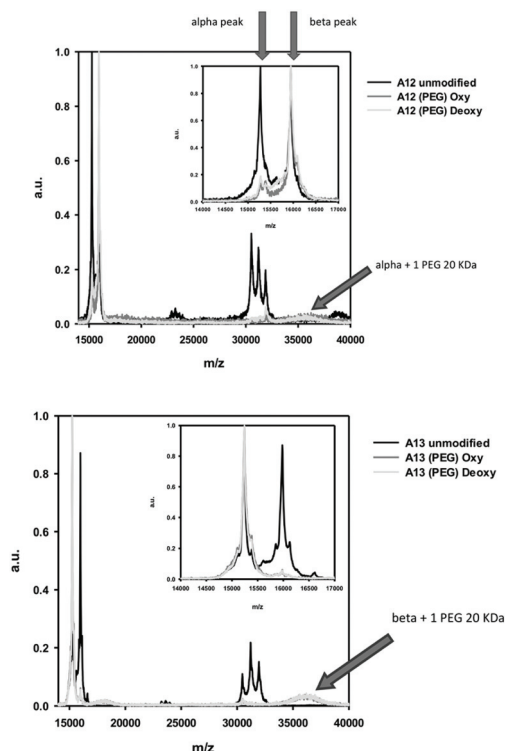 alpha peak
beta peak
1.0
0.8
0.6
0.4
0.2
0.0
a.u.
15000
20000
25000
30000
35000
40000
m/z
1.0
0.8
0.6
0.4
0.2
0.0
a.u.
14000 14500 15000 15500 16000 16500 17000
m/z
A12 unmodified
A12 (PEG) Oxy
A12 (PEG) Deoxy
alpha + 1 PEG 20 KDa
1.0
0.8
0.6
0.4
0.2
0.0
a.u.
15000
20000
25000
30000
35000
40000
m/z
1.0
0.8
0.6
0.4
0.2
0.0
a.u.
14000 14500 15000 15500 16000 16500 17000
m/z
A13 unmodified
A13 (PEG) Oxy
A13 (PEG) Deoxy
beta + 1 PEG 20 KDa